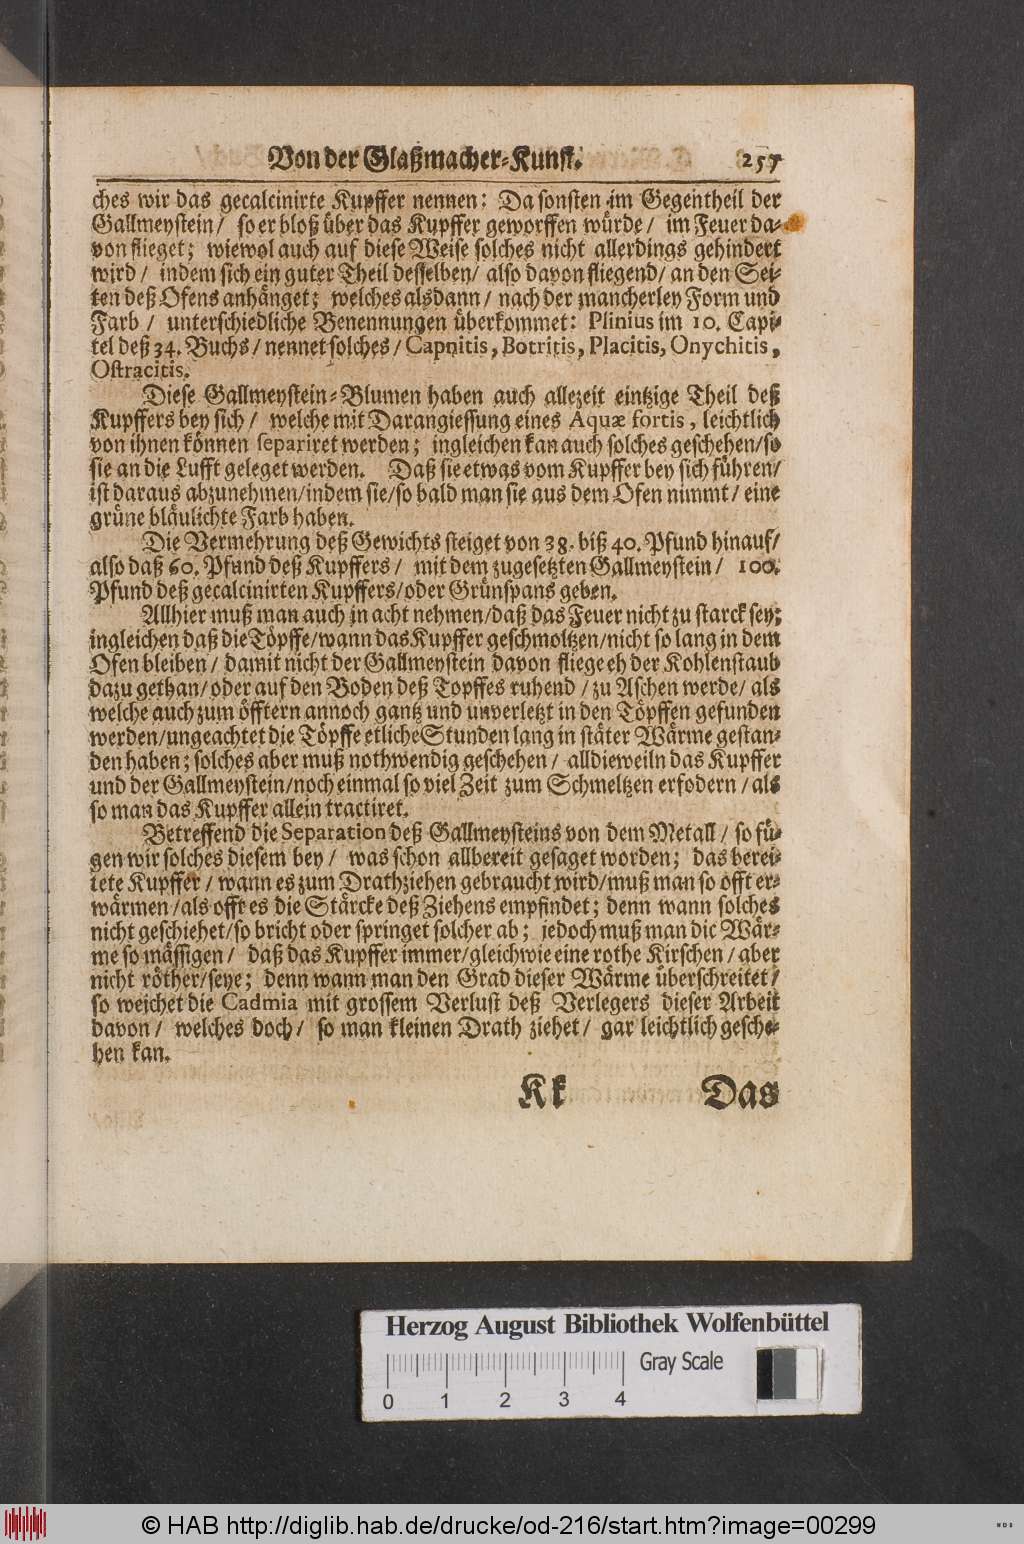 Von der Glaßmacher-Kunst. 257
ches wir das gecalcinirte Kupffer nennen: Da sonsten im Gegentheil der
Gallmeystein / so er bloß über das Kupffer geworffen würde / im Feuer da-
von flieget; wiewol auch auf diese Weise solches nicht allerdings gehindert
wird / indem sich ein guter Theil desselben / also davon fliegend / an den Sei-
ten deß Ofens anhänget; welches alsdann / nach der mancherley Form und
Farb / unterschiedliche Benennungen überkommet: Plinius im 10. Capi-
tel deß 34. Buchs / nennet solches / Capnitis, Botritis, Placitis, Onychitis,
Ostracitis.
Diese Gallmeystein-Blumen haben auch allezeit eintzige Theil deß
Kupffers bey sich / welche mit Darangiessung eines Aquæ fortis, leichtlich
von ihnen können separiret werden; ingleichen kan auch solches geschehen / so
sie an die Lufft geleget werden. Daß sie etwas vom Kupffer bey sich führen /
ist daraus abzunehmen / indem sie / so bald man sie aus dem Ofen nimmt / eine
grüne bläulichte Farb haben.
Die Vermehrung deß Gewichts steiget von 38. biß 40. Pfund hinauf /
also daß 60. Pfund deß Kupffers / mit dem zugesetzten Gallmeystein / 100.
Pfund deß gecalcinirten Kupffers / oder Grünspans geben.
Allhier muß man auch in acht nehmen / daß das Feuer nicht zu starck sey;
ingleichen daß die Töpffe / wann das Kupffer geschmoltzen / nicht so lang in dem
Ofen bleiben / damit nicht der Gallmeystein davon fliege eh der Kohlenstaub
dazu gethan / oder auf den Boden deß Topffes ruhend / zu Aschen werde / als
welche auch zum öfftern annoch gantz und unverletzt in den Töpffen gefunden
werden / ungeachtet die Töpffe etliche Stunden lang in stäter Wärme gestan-
den haben; solches aber muß nothwendig geschehen / alldieweiln das Kupffer
und der Gallmeystein / noch einmal so viel Zeit zum Schmeltzen erfodern / als
so man das Kupffer allein tractiret.
Betreffend die Separation deß Gallmeysteins von dem Metall / so fü-
gen wir solches diesem bey / was schon allbereit gesaget worden; das berei-
tete Kupffer / wann es zum Drathziehen gebraucht wird / muß man so offt er-
wärmen / als offt es die Stärcke deß Ziehens empfindet; denn wann solches
nicht geschiehet / so bricht oder springet solcher ab; jedoch muß man die Wär-
me so mässigen / daß das Kupffer immer / gleichwie eine rothe Kirschen / aber
nicht röther / seye; denn wann man den Grad dieser Wärme überschreitet /
so weichet die Cadmia mit grossem Verlust deß Verlegers dieser Arbeit
davon / welches doch / so man kleinen Drath ziehet / gar leichtlich gesche-
hen kan.
Kk Das
Herzog August Bibliothek Wolfenbüttel
Gray Scale
0 1 2 3 4
© HAB http://diglib.hab.de/drucke/od-216/start.htm?image=00299